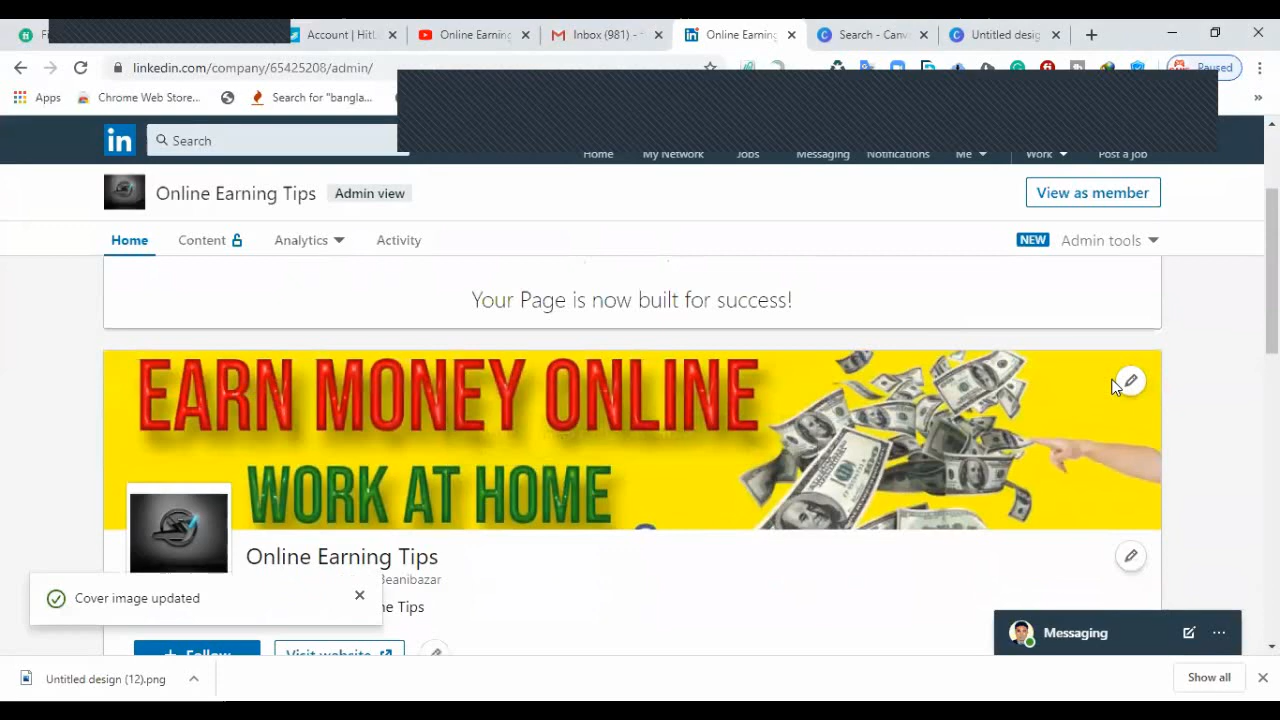 Account | HitL
Online Earning
Inbox (981) -
Online Earning
Search - Canv
Untitled desig
linkedin.com/company/65425208/admin/
Paused
Apps
Chrome Web Store...
Search for "bangla...
in
Search
Home
My Network
Jobs
Messaging
Notifications
Me
Work
Post a job
Online Earning Tips
Admin view
View as member
Home
Content
Analytics
Activity
NEW
Admin tools
Your Page is now built for success!
EARN MONEY ONLINE
WORK AT HOME
Online Earning Tips
Beanibazar
ne Tips
Cover image updated
+ Follow
Visit website
Messaging
Untitled design (12).png
Show all